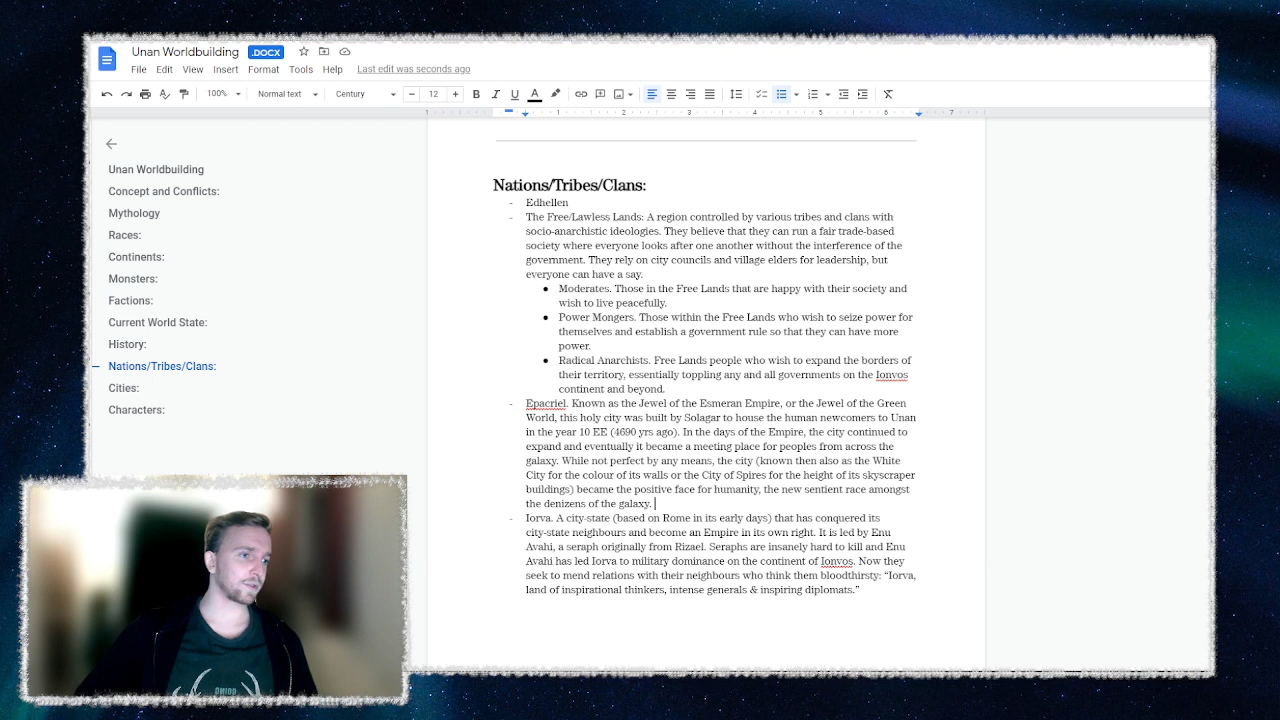 Unan Worldbuilding .DOCX
File Edit View Insert Format Tools Help Last edit was seconds ago
100% Normal text Century 12
1 1 2 3 4 5 6 7
Unan Worldbuilding
Concept and Conflicts:
Mythology
Races:
Continents:
Monsters:
Factions:
Current World State:
History:
Nations/Tribes/Clans:
Cities:
Characters:
Nations/Tribes/Clans:
- Edhellen
- The Free/Lawless Lands: A region controlled by various tribes and clans with
socio-anarchistic ideologies. They believe that they can run a fair trade-based
society where everyone looks after one another without the interference of the
government. They rely on city councils and village elders for leadership, but
everyone can have a say.
● Moderates. Those in the Free Lands that are happy with their society and
wish to live peacefully.
● Power Mongers. Those within the Free Lands who wish to seize power for
themselves and establish a government rule so that they can have more
power.
● Radical Anarchists. Free Lands people who wish to expand the borders of
their territory, essentially toppling any and all governments on the Ionvos
continent and beyond.
- Epacriel. Known as the Jewel of the Esmeran Empire, or the Jewel of the Green
World, this holy city was built by Solagar to house the human newcomers to Unan
in the year 10 EE (4690 yrs ago). In the days of the Empire, the city continued to
expand and eventually it became a meeting place for peoples from across the
galaxy. While not perfect by any means, the city (known then also as the White
City for the colour of its walls or the City of Spires for the height of its skyscraper
buildings) became the positive face for humanity, the new sentient race amongst
the denizens of the galaxy.
- Iorva. A city-state (based on Rome in its early days) that has conquered its
city-state neighbours and become an Empire in its own right. It is led by Enu
Avahi, a seraph originally from Rizael. Seraphs are insanely hard to kill and Enu
Avahi has led Iorva to military dominance on the continent of Ionvos. Now they
seek to mend relations with their neighbours who think them bloodthirsty: “Iorva,
land of inspirational thinkers, intense generals & inspiring diplomats.”